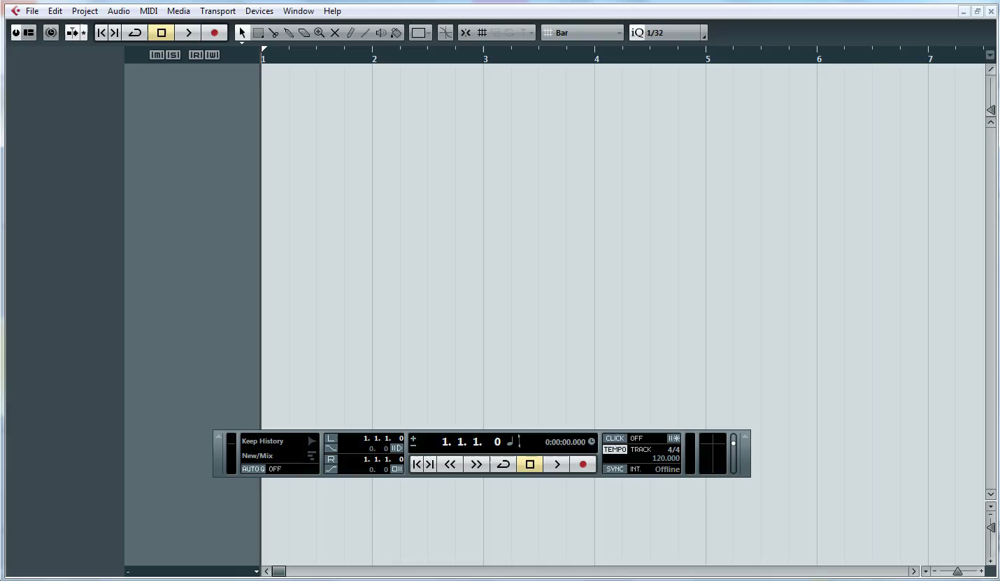 File Edit Project Audio MIDI Media Transport Devices Window Help
Bar iQ 1/32
M S R W
1 2 3 4 5 6 7
Keep History
New/Mix
AUTO Q OFF
L 1. 1. 1. 0
0. 0
R 1. 1. 1. 0
0. 0
1. 1. 1. 0 0:00:00.000
CLICK OFF
TEMPO TRACK 4/4
120.000
SYNC INT. Offline